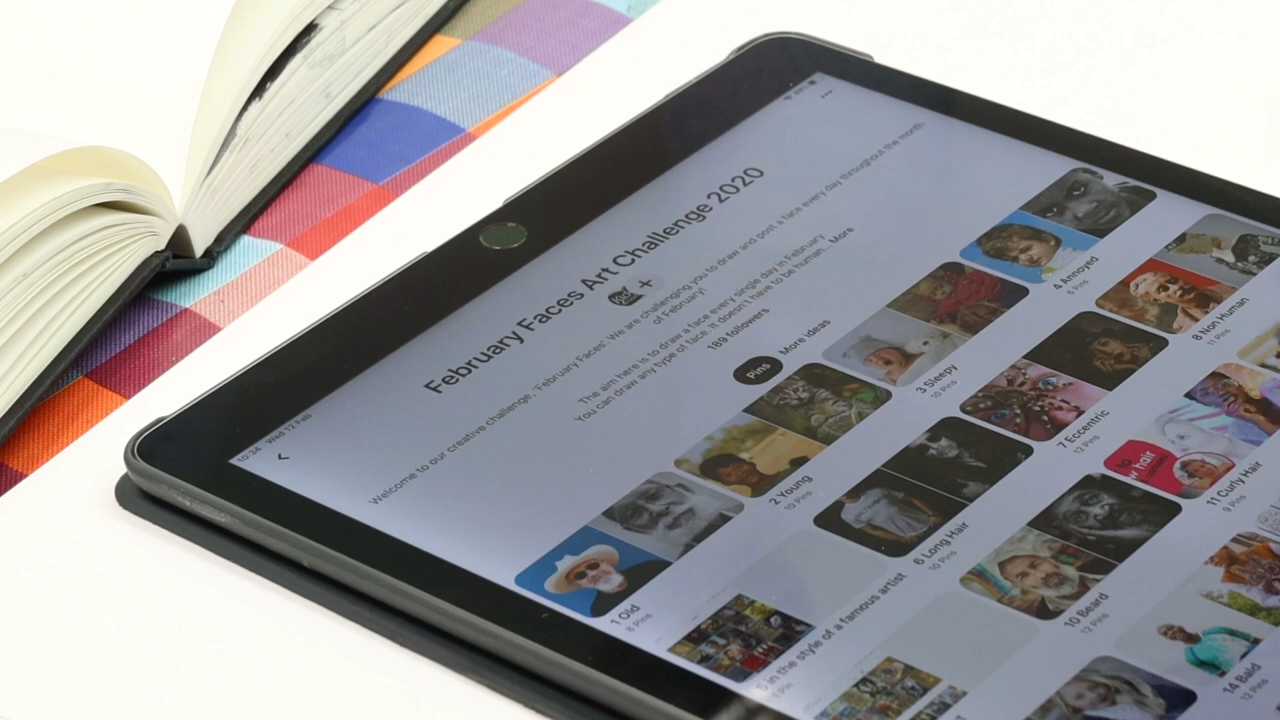 10:34 Wed 12 Feb
February Faces Art Challenge 2020
Welcome to our creative challenge, 'February Faces'. We are challenging you to draw and post a face every day throughout the month
of February!
The aim here is to draw a face every single day in February.
You can draw any type of face. It doesn't have to be human... More
189 followers
Pins More ideas
1 Old
8 Pins
2 Young
10 Pins
3 Sleepy
10 Pins
4 Annoyed
6 Pins
5 in the style of a famous artist
1 Pin
6 Long Hair
10 Pins
7 Eccentric
12 Pins
8 Non Human
11 Pins
10 Beard
12 Pins
11 Curly Hair
9 Pins
14 Bald
12 Pins